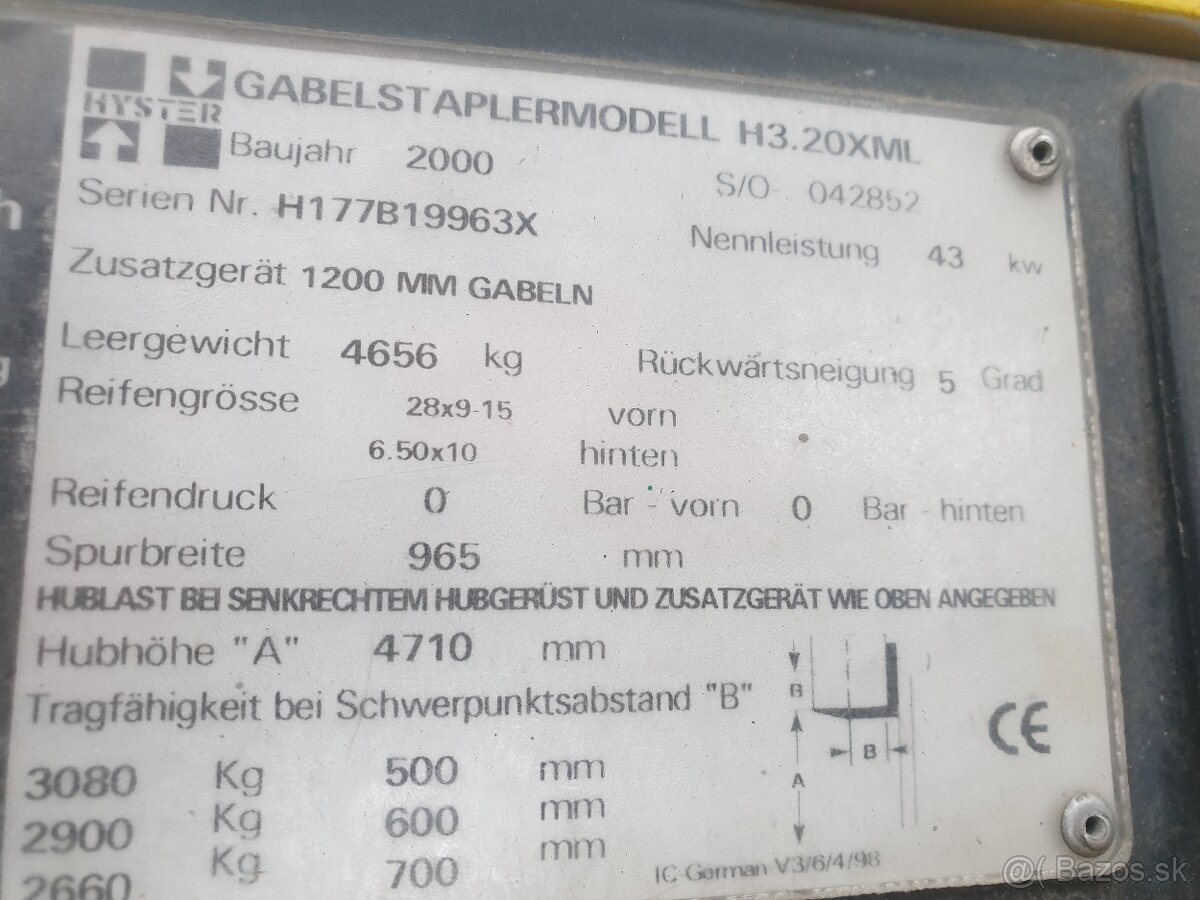 HYSTER
GABELSTAPLERMODELL H3.20XML
Baujahr 2000 S/O 042852
Serien Nr. H177B19963X Nennleistung 43 kw
Zusatzgerät 1200 MM GABELN
Leergewicht 4656 kg Rückwärtsneigung 5 Grad
Reifengrösse 28x9-15 vorn
6.50x10 hinten
Reifendruck 0 Bar - vorn 0 Bar - hinten
Spurbreite 965 mm
HUBLAST BEI SENKRECHTEM HUBGERÜST UND ZUSATZGERÄT WIE OBEN ANGEGEBEN
Hubhöhe "A" 4710 mm
Tragfähigkeit bei Schwerpunktsabstand "B"
3080 Kg 500 mm
2900 Kg 600 mm
2660 Kg 700 mm
B
B
A
CE
IC-German V3/6/4/98
@( Bazos.sk